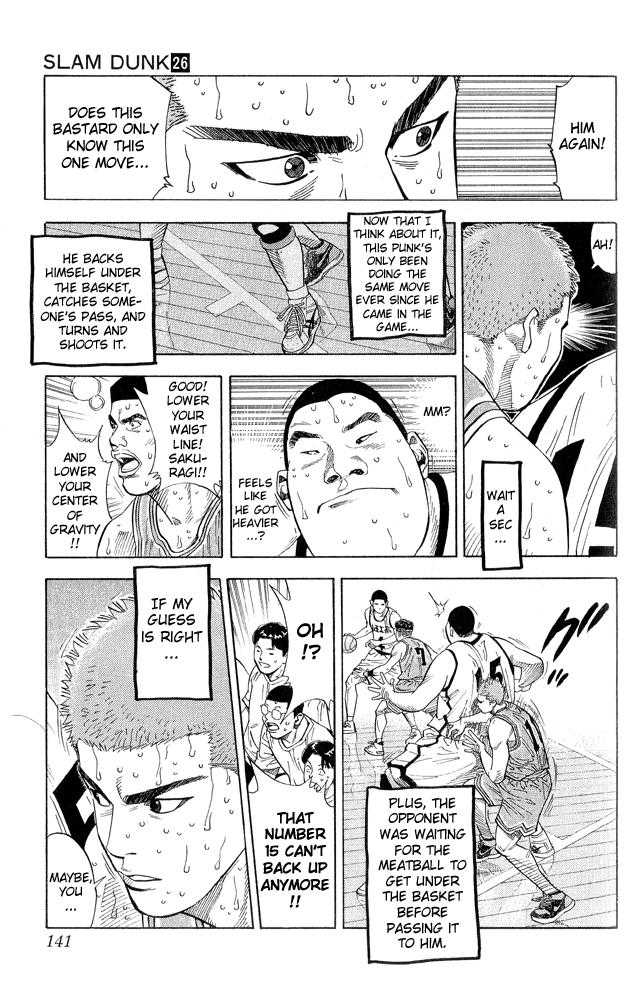 SLAM DUNK 26
HIM
AGAIN!
DOES THIS
BASTARD ONLY
KNOW THIS
ONE MOVE...
AH!
NOW THAT I
THINK ABOUT IT,
THIS PUNK'S
ONLY BEEN
DOING THE
SAME MOVE
EVER SINCE HE
CAME IN THE
GAME...
HE BACKS
HIMSELF UNDER
THE BASKET,
CATCHES SOME-
ONE'S PASS, AND
TURNS AND
SHOOTS IT.
WAIT
A SEC
...
MM?
FEELS
LIKE
HE GOT
HEAVIER
...?
GOOD!
LOWER
YOUR
WAIST
LINE!
SAKU-
RAGI!!
AND
LOWER
YOUR
CENTER
OF
GRAVITY
!!
PLUS, THE
OPPONENT
WAS WAITING
FOR THE
MEATBALL TO
GET UNDER
THE BASKET
BEFORE
PASSING IT
TO HIM.
OH
!?
THAT
NUMBER
15 CAN'T
BACK UP
ANYMORE
!!
IF MY
GUESS
IS RIGHT
...
MAYBE,
YOU
...
141